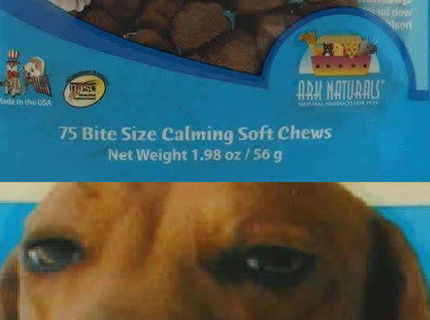 Made in the USA
nasc
ARK NATURALS
NATURAL PRODUCTS FOR PETS
75 Bite Size Calming Soft Chews
Net Weight 1.98 oz / 56 g